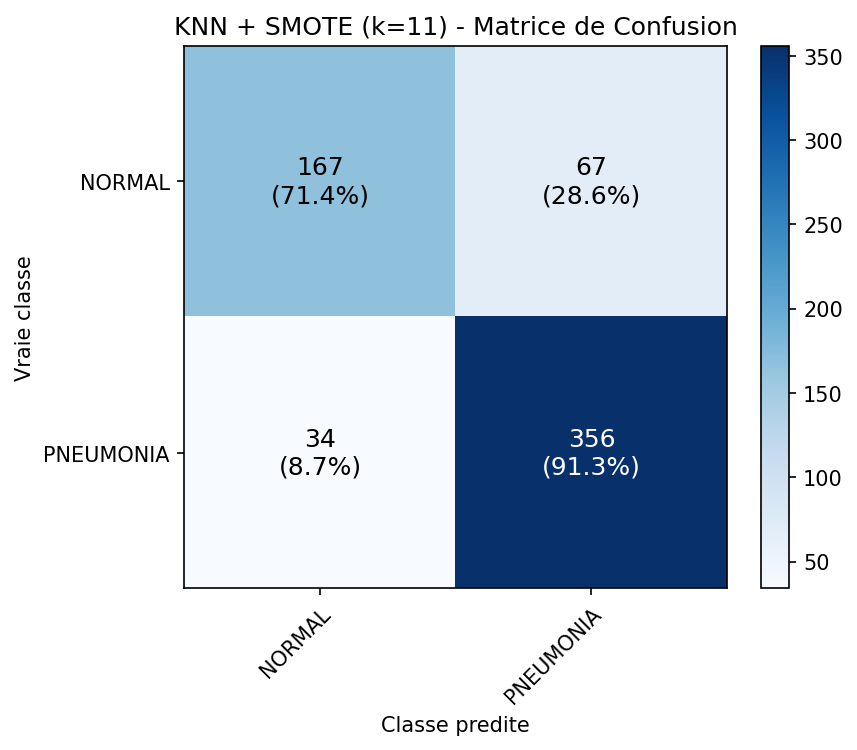 KNN + SMOTE (k=11) - Matrice de Confusion
Vraie classe
NORMAL
167
(71.4%)
67
(28.6%)
PNEUMONIA
34
(8.7%)
356
(91.3%)
NORMAL
PNEUMONIA
Classe predite
350
300
250
200
150
100
50